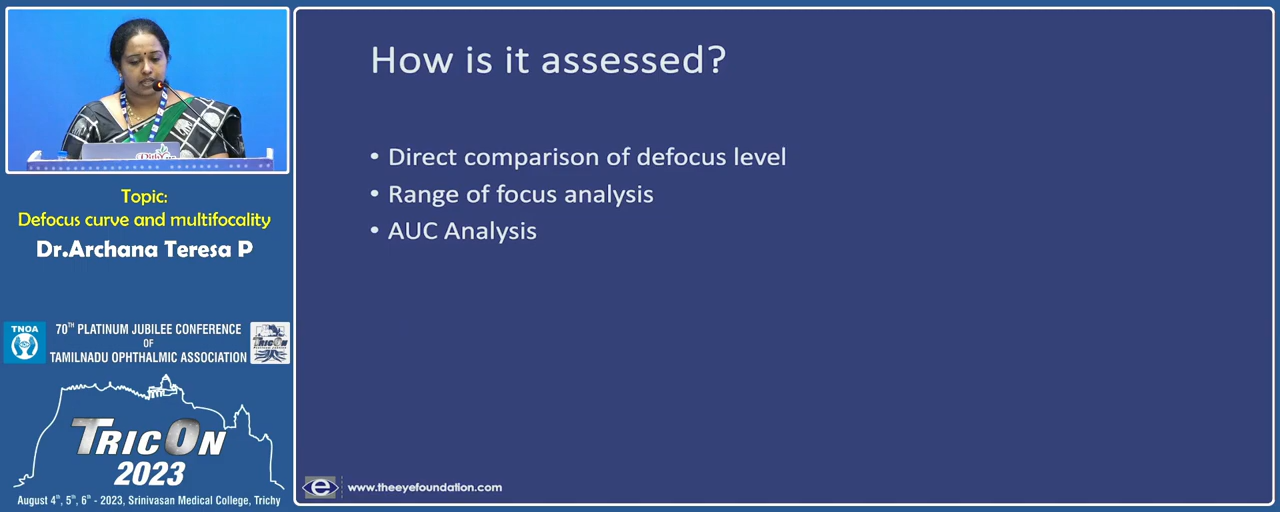 How is it assessed?
• Direct comparison of defocus level
• Range of focus analysis
• AUC Analysis
www.theeyefoundation.com
Topic:
Defocus curve and multifocality
Dr.Archana Teresa P
TNOA
70TH PLATINUM JUBILEE CONFERENCE
OF
TAMILNADU OPHTHALMIC ASSOCIATION
TRICON
TRICON
2023
August 4th, 5th, 6th - 2023, Srinivasan Medical College, Trichy